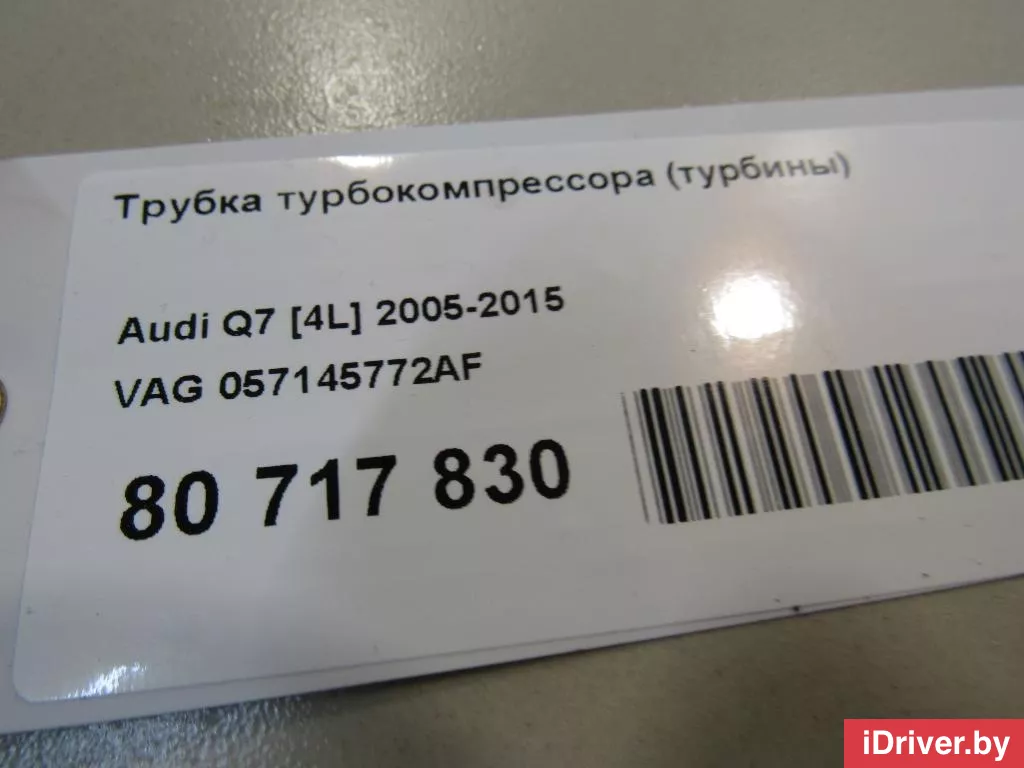 Трубка турбокомпрессора (турбины)
Audi Q7 [4L] 2005-2015
VAG 057145772AF
80 717 830
iDriver.by